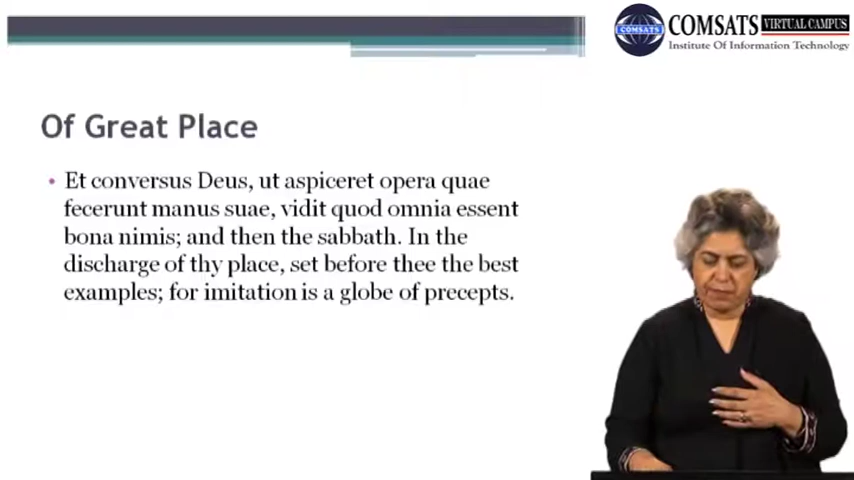 COMSATS
COMSATS VIRTUAL CAMPUS
Institute Of Information Technology
Of Great Place
• Et conversus Deus, ut aspiceret opera quae
fecerunt manus suae, vidit quod omnia essent
bona nimis; and then the sabbath. In the
discharge of thy place, set before thee the best
examples; for imitation is a globe of precepts.